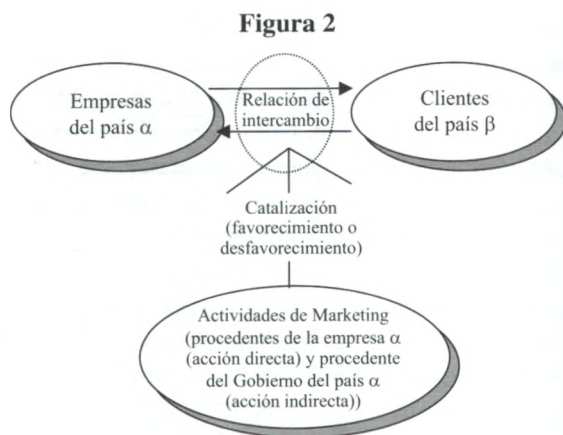 Figura 2
Empresas
del país α
Relación de
intercambio
Clientes
del país β
Catalización
(favorecimiento o
desfavorecimiento)
Actividades de Marketing
(procedentes de la empresa α
(acción directa) y procedente
del Gobierno del país α
(acción indirecta))